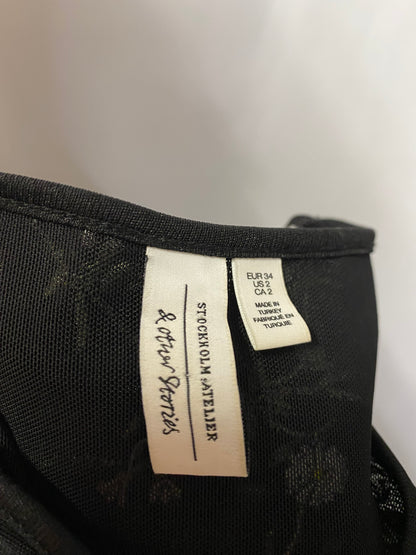 STOCKHOLM ATELIER
& other Stories
EUR 34
US 2
CA 2
MADE IN
TURKEY
FABRIQUÉ EN
TURQUIE